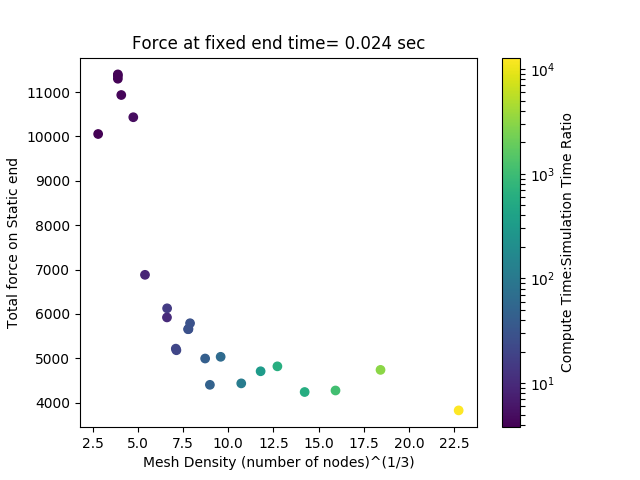 Force at fixed end time= 0.024 sec
Total force on Static end
11000
10000
9000
8000
7000
6000
5000
4000
2.5 5.0 7.5 10.0 12.5 15.0 17.5 20.0 22.5
Mesh Density (number of nodes)^(1/3)
10^4
10^3
10^2
10^1
Compute Time:Simulation Time Ratio